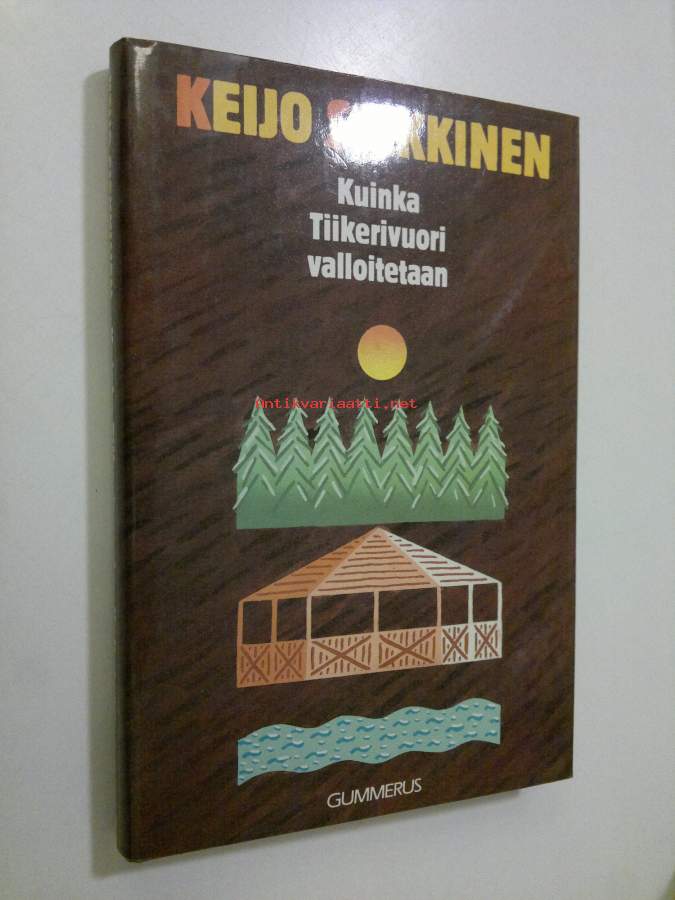 KEIJO
Kuinka
Tiikerivuori
valloitetaan
Antikvariaatti.net
GUMMERUS